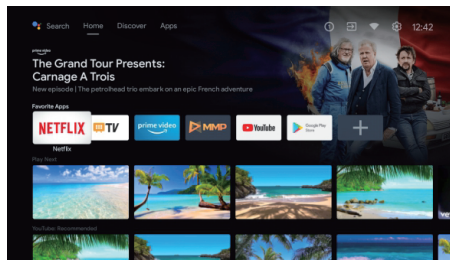 Search Home Discover Apps 12:42
prime video
The Grand Tour Presents:
Carnage A Trois
New episode | The petrolhead trio embark on an epic French adventure
Favorite Apps
NETFLIX
TV
prime video
MMP
YouTube
Google Play
Store
Netflix
Play Next
YouTube: Recommended